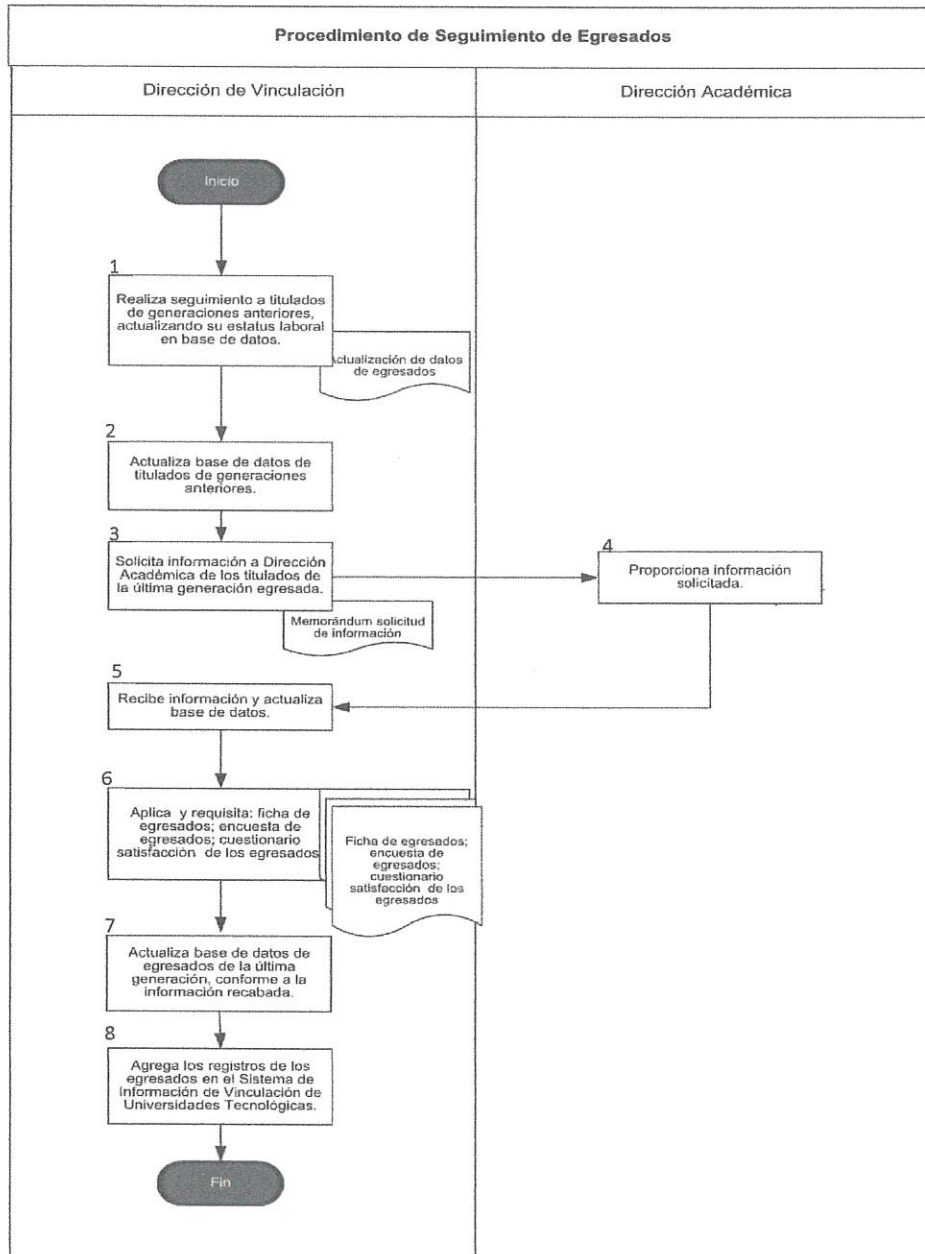 Procedimiento de Seguimiento de Egresados
Dirección de Vinculación
Dirección Académica
Inicio
1
Realiza seguimiento a titulados
de generaciones anteriores,
actualizando su estatus laboral
en base de datos.
Actualización de datos
de egresados
2
Actualiza base de datos de
titulados de generaciones
anteriores.
3
Solicita información a Dirección
Académica de los titulados de
la última generación egresada.
Memorándum solicitud
de información
4
Proporciona información
solicitada.
5
Recibe información y actualiza
base de datos.
6
Aplica y requisita: ficha de
egresados; encuesta de
egresados; cuestionario
satisfacción de los egresados
Ficha de egresados;
encuesta de
egresados;
cuestionario
satisfacción de los
egresados
7
Actualiza base de datos de
egresados de la última
generación, conforme a la
información recabada.
8
Agrega los registros de los
egresados en el Sistema de
Información de Vinculación de
Universidades Tecnológicas.
Fin